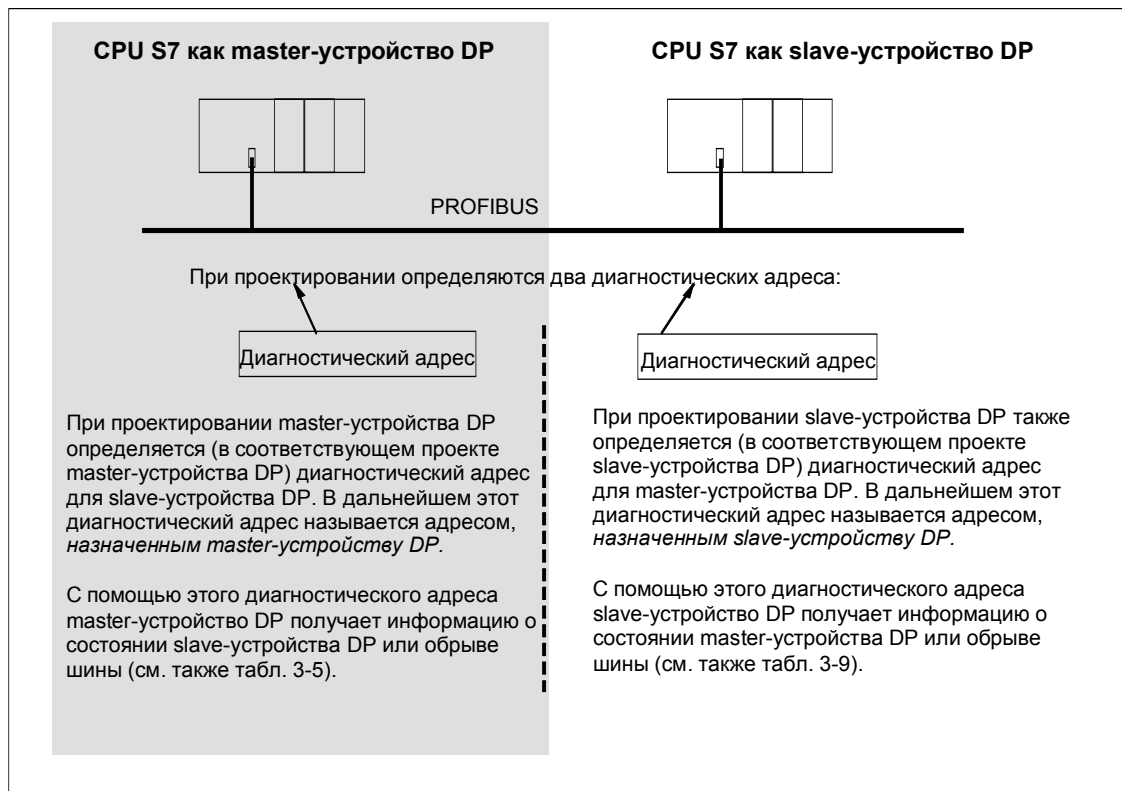 CPU S7 как master-устройство DP
CPU S7 как slave-устройство DP
PROFIBUS
При проектировании определяются два диагностических адреса:
Диагностический адрес
Диагностический адрес
При проектировании master-устройства DP
определяется (в соответствующем проекте
master-устройства DP) диагностический адрес
для slave-устройства DP. В дальнейшем этот
диагностический адрес называется адресом,
назначенным master-устройству DP.
С помощью этого диагностического адреса
master-устройство DP получает информацию о
состоянии slave-устройства DP или обрыве
шины (см. также табл. 3-5).
При проектировании slave-устройства DP также
определяется (в соответствующем проекте
slave-устройства DP) диагностический адрес
для master-устройства DP. В дальнейшем этот
диагностический адрес называется адресом,
назначенным slave-устройству DP.
С помощью этого диагностического адреса
slave-устройство DP получает информацию о
состоянии master-устройства DP или обрыве
шины (см. также табл. 3-9).